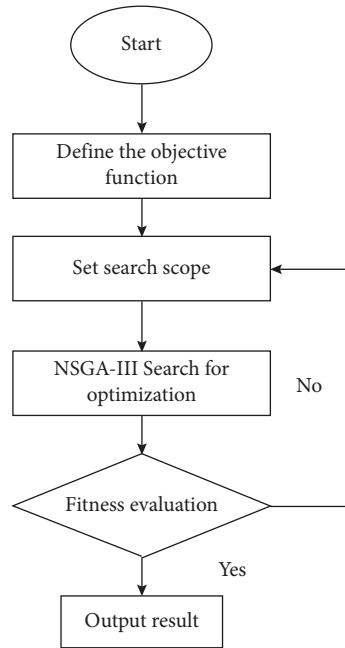 Start
Define the objective
function
Set search scope
NSGA-III Search for
optimization
No
Fitness evaluation
Yes
Output result